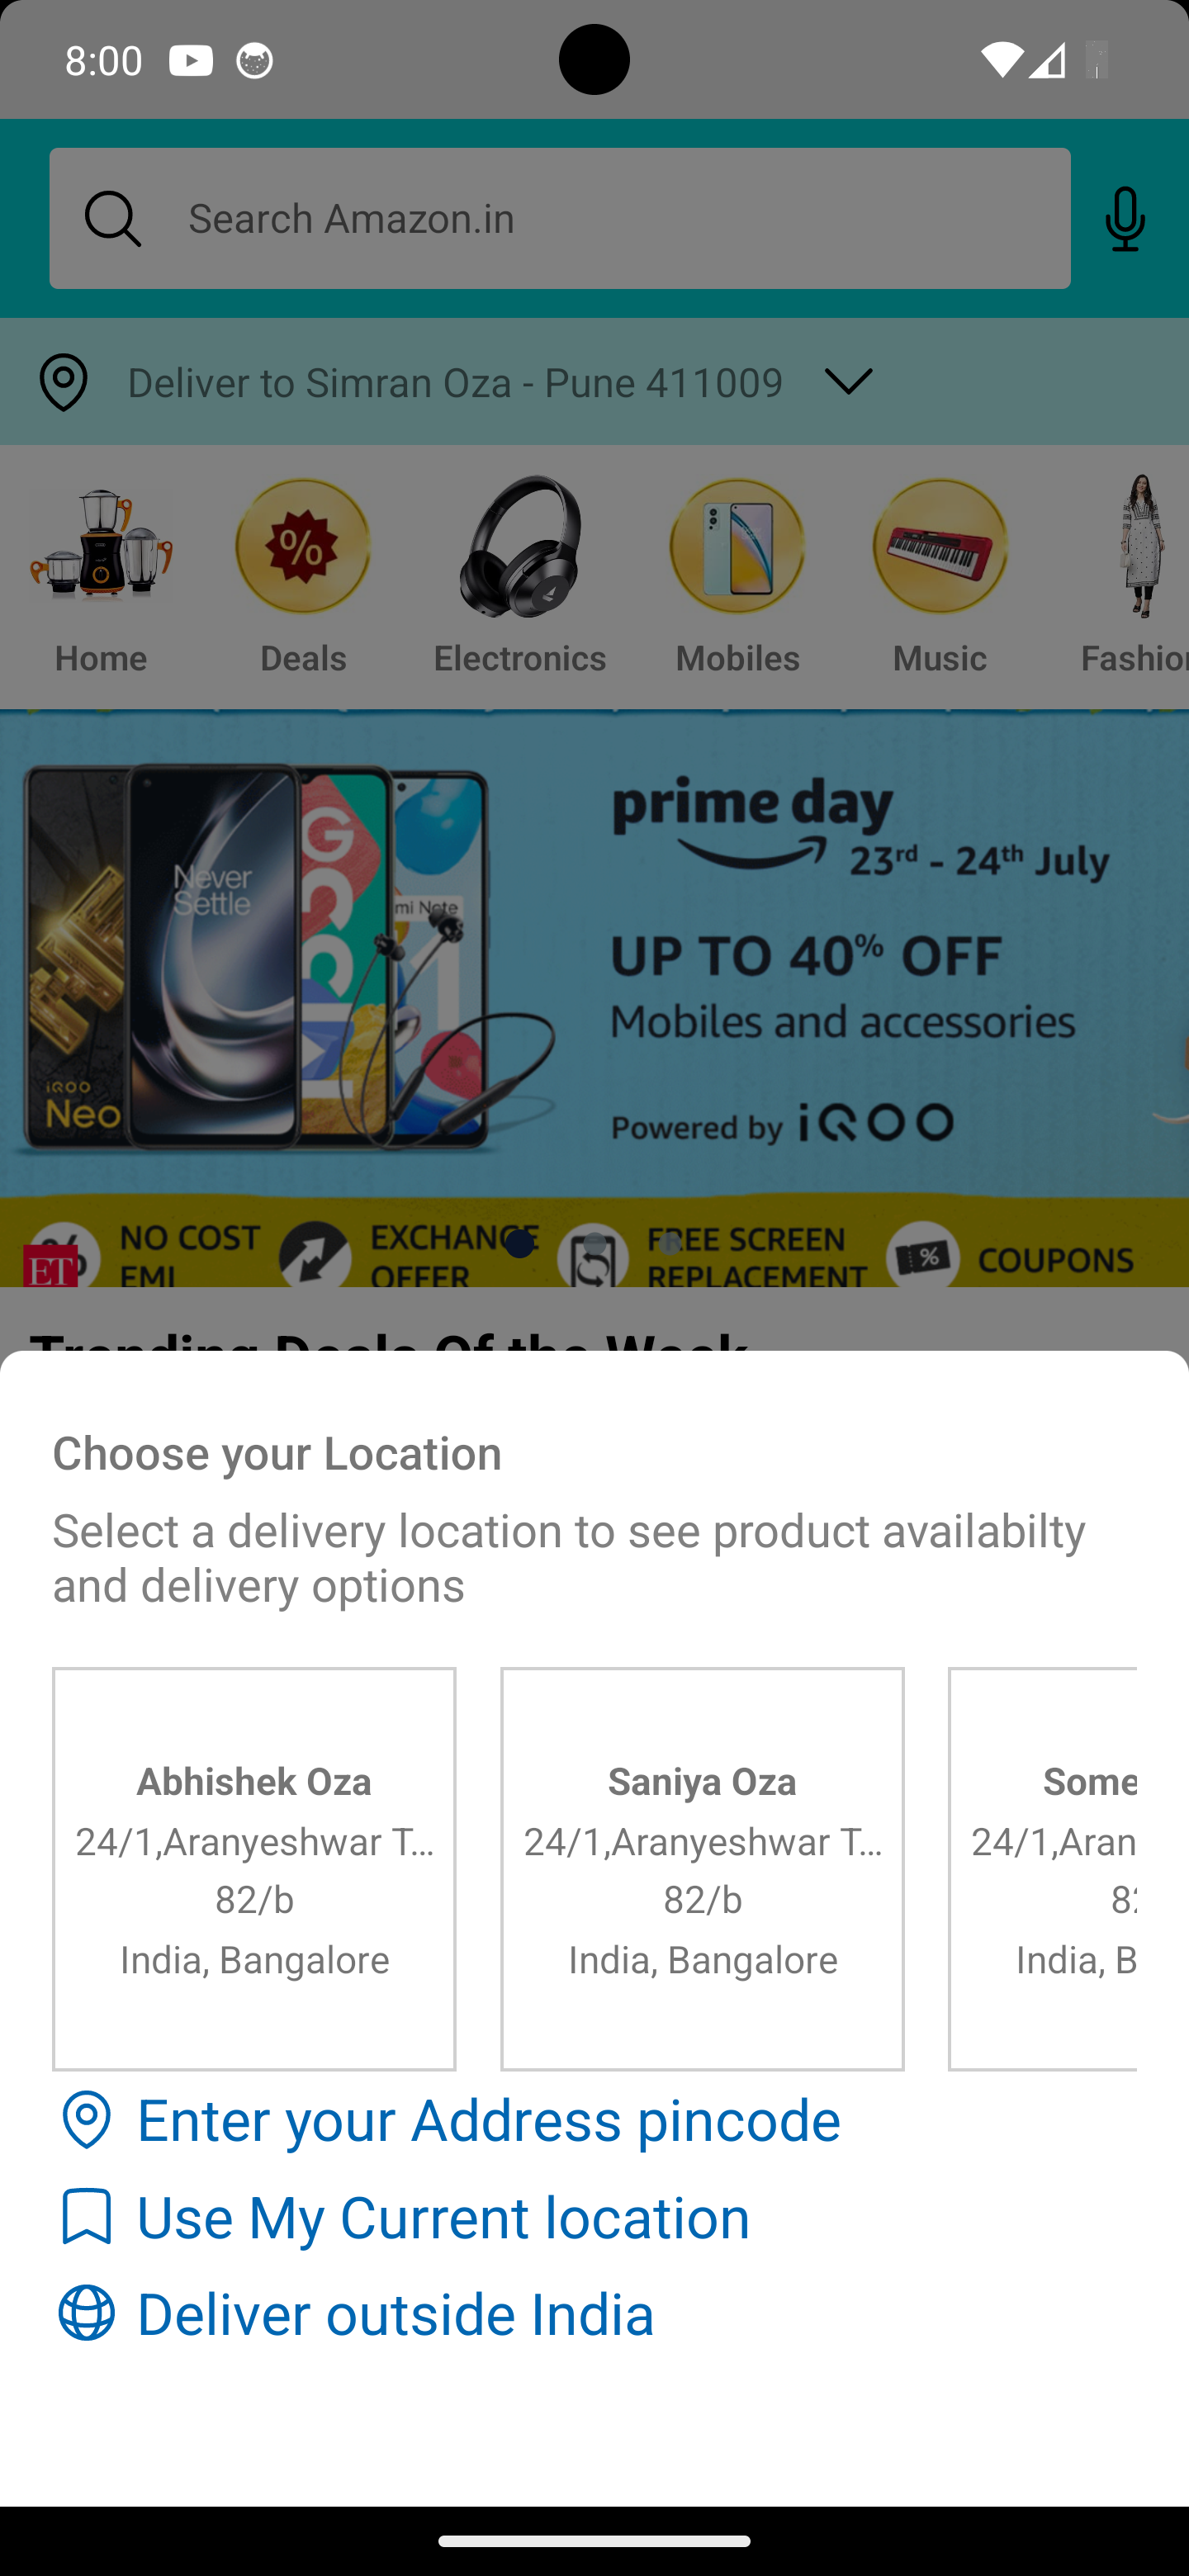 8:00
Search Amazon.in
Deliver to Simran Oza - Pune 411009
%
Home Deals Electronics Mobiles Music Fashion
prime day
23rd - 24th July
UP TO 40% OFF
Mobiles and accessories
Powered by iQOO
Never
Settle
mi Note
iQOO
Neo
NO COST
EMI
EXCHANGE
OFFER
FREE SCREEN
REPLACEMENT
% COUPONS
ET
Trending Deals Of the Week
Choose your Location
Select a delivery location to see product availabilty
and delivery options
Abhishek Oza
24/1,Aranyeshwar T...
82/b
India, Bangalore
Saniya Oza
24/1,Aranyeshwar T...
82/b
India, Bangalore
Some
24/1,Aran
82
India, B
Enter your Address pincode
Use My Current location
Deliver outside India